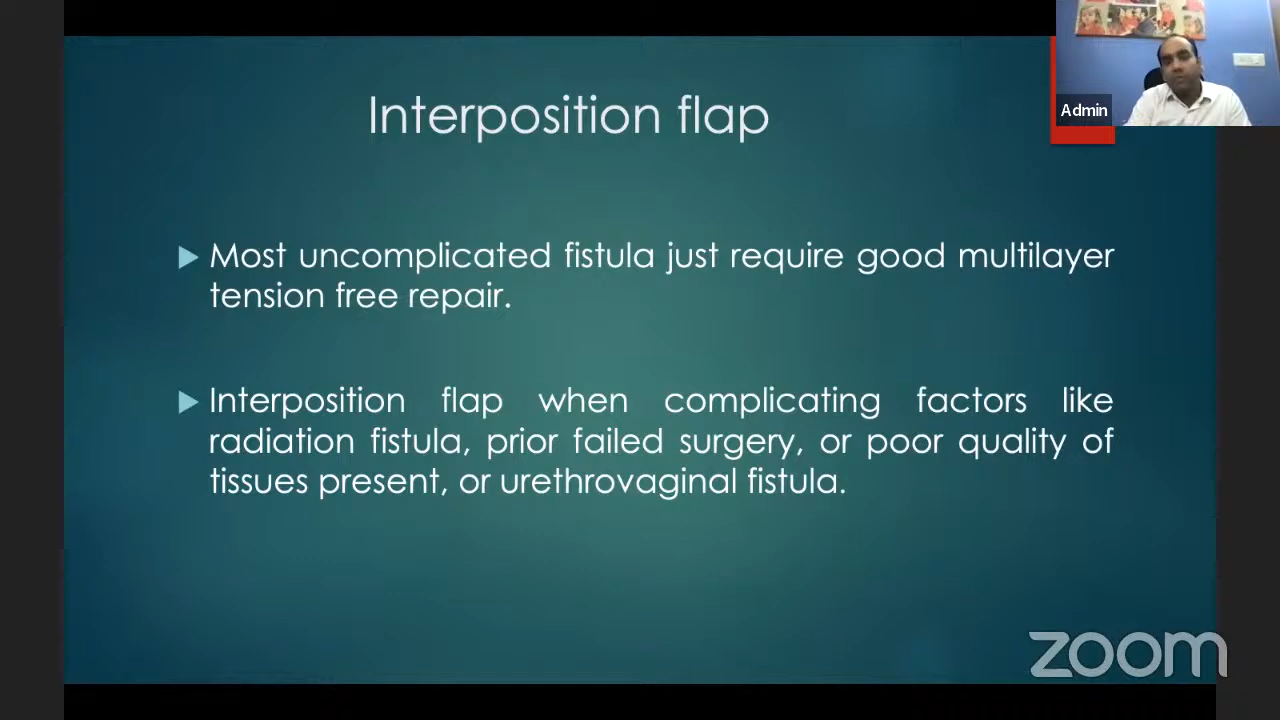 Interposition flap
Admin
Most uncomplicated fistula just require good multilayer
tension free repair.
Interposition flap when complicating factors like
radiation fistula, prior failed surgery, or poor quality of
tissues present, or urethrovaginal fistula.
zoom